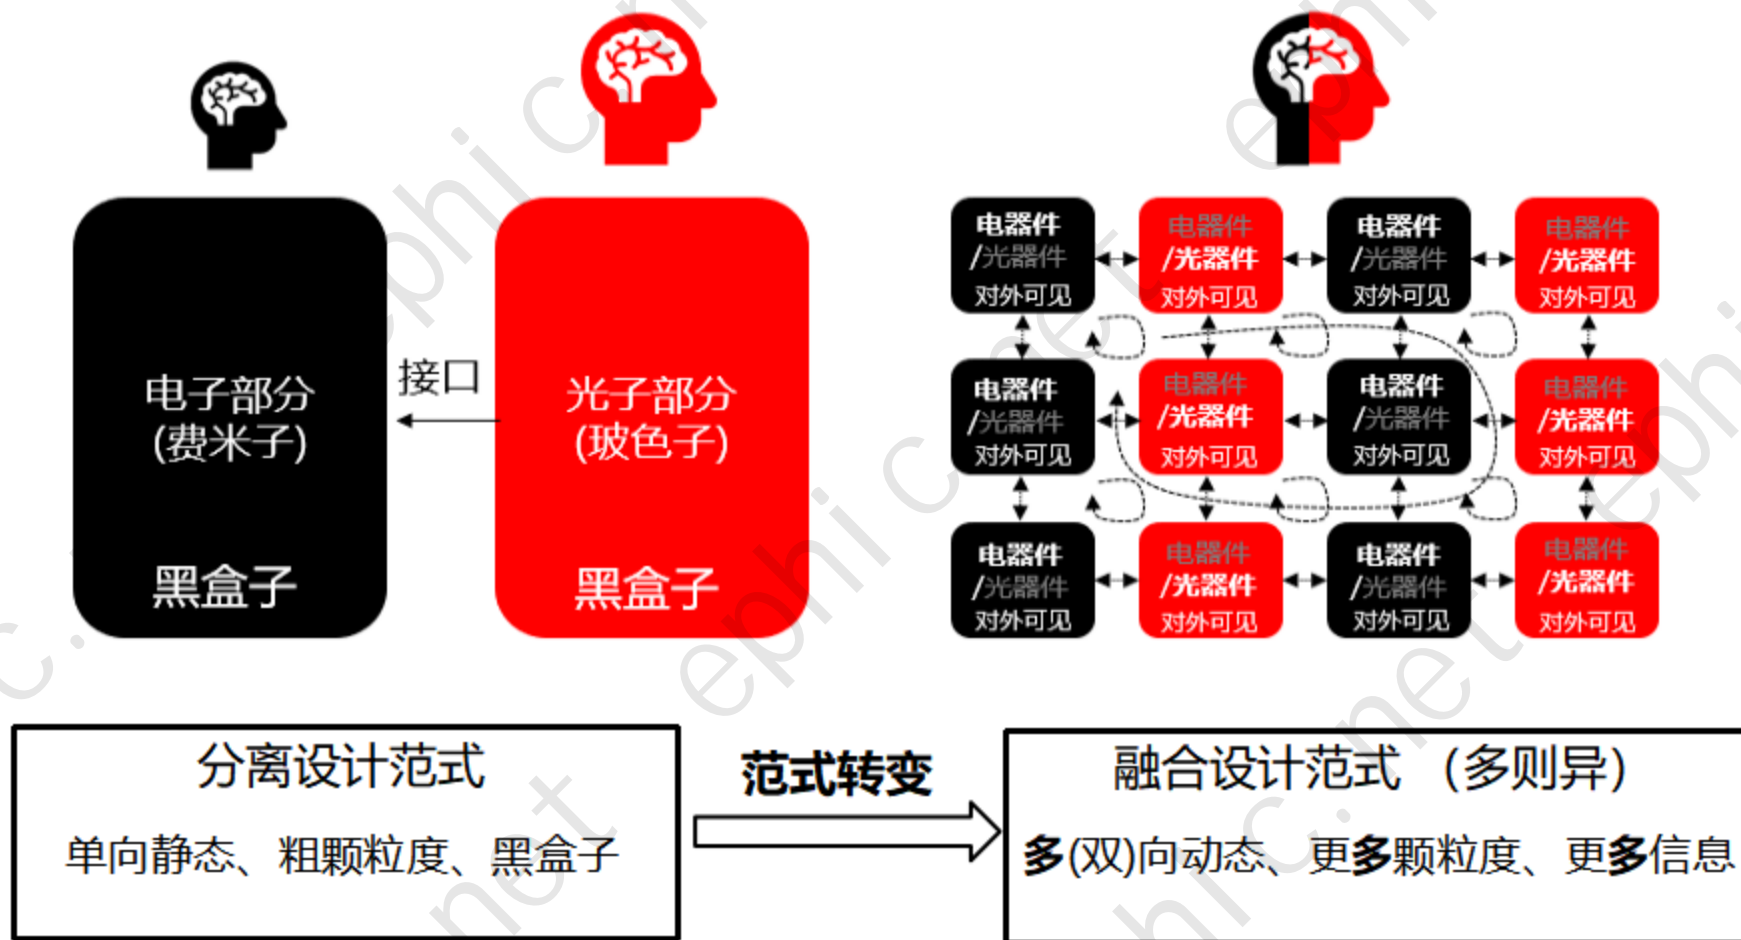 电子部分
(费米子)
黑盒子
接口
光子部分
(玻色子)
黑盒子
电器件
/光器件
对外可见
电器件
/光器件
对外可见
电器件
/光器件
对外可见
电器件
/光器件
对外可见
电器件
/光器件
对外可见
电器件
/光器件
对外可见
电器件
/光器件
对外可见
电器件
/光器件
对外可见
电器件
/光器件
对外可见
电器件
/光器件
对外可见
电器件
/光器件
对外可见
电器件
/光器件
对外可见
分离设计范式
单向静态、粗颗粒度、黑盒子
范式转变
融合设计范式 （多则异）
多(双)向动态、更多颗粒度、更多信息
ephic.net
ephic.net
ephic.net